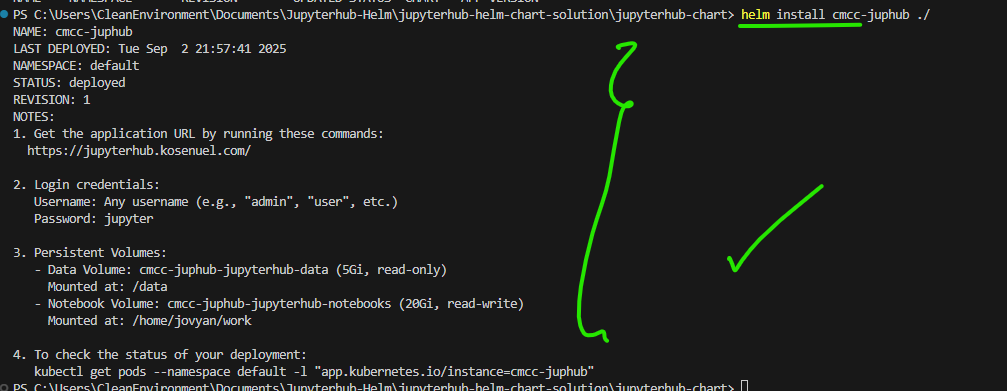 PS C:\Users\CleanEnvironment\Documents\Jupyterhub-Helm\jupyterhub-helm-chart-solution\jupyterhub-chart> helm install cmcc-juphub ./
NAME: cmcc-juphub
LAST DEPLOYED: Tue Sep  2 21:57:41 2025
NAMESPACE: default
STATUS: deployed
REVISION: 1
NOTES:
1. Get the application URL by running these commands:
  https://jupyterhub.kosenuel.com/

2. Login credentials:
   Username: Any username (e.g., "admin", "user", etc.)
   Password: jupyter

3. Persistent Volumes:
   - Data Volume: cmcc-juphub-jupyterhub-data (5Gi, read-only)
     Mounted at: /data
   - Notebook Volume: cmcc-juphub-jupyterhub-notebooks (20Gi, read-write)
     Mounted at: /home/jovyan/work

4. To check the status of your deployment:
   kubectl get pods --namespace default -l "app.kubernetes.io/instance=cmcc-juphub"
PS C:\Users\CleanEnvironment\Documents\Jupyterhub-Helm\jupyterhub-helm-chart-solution\jupyterhub-chart>